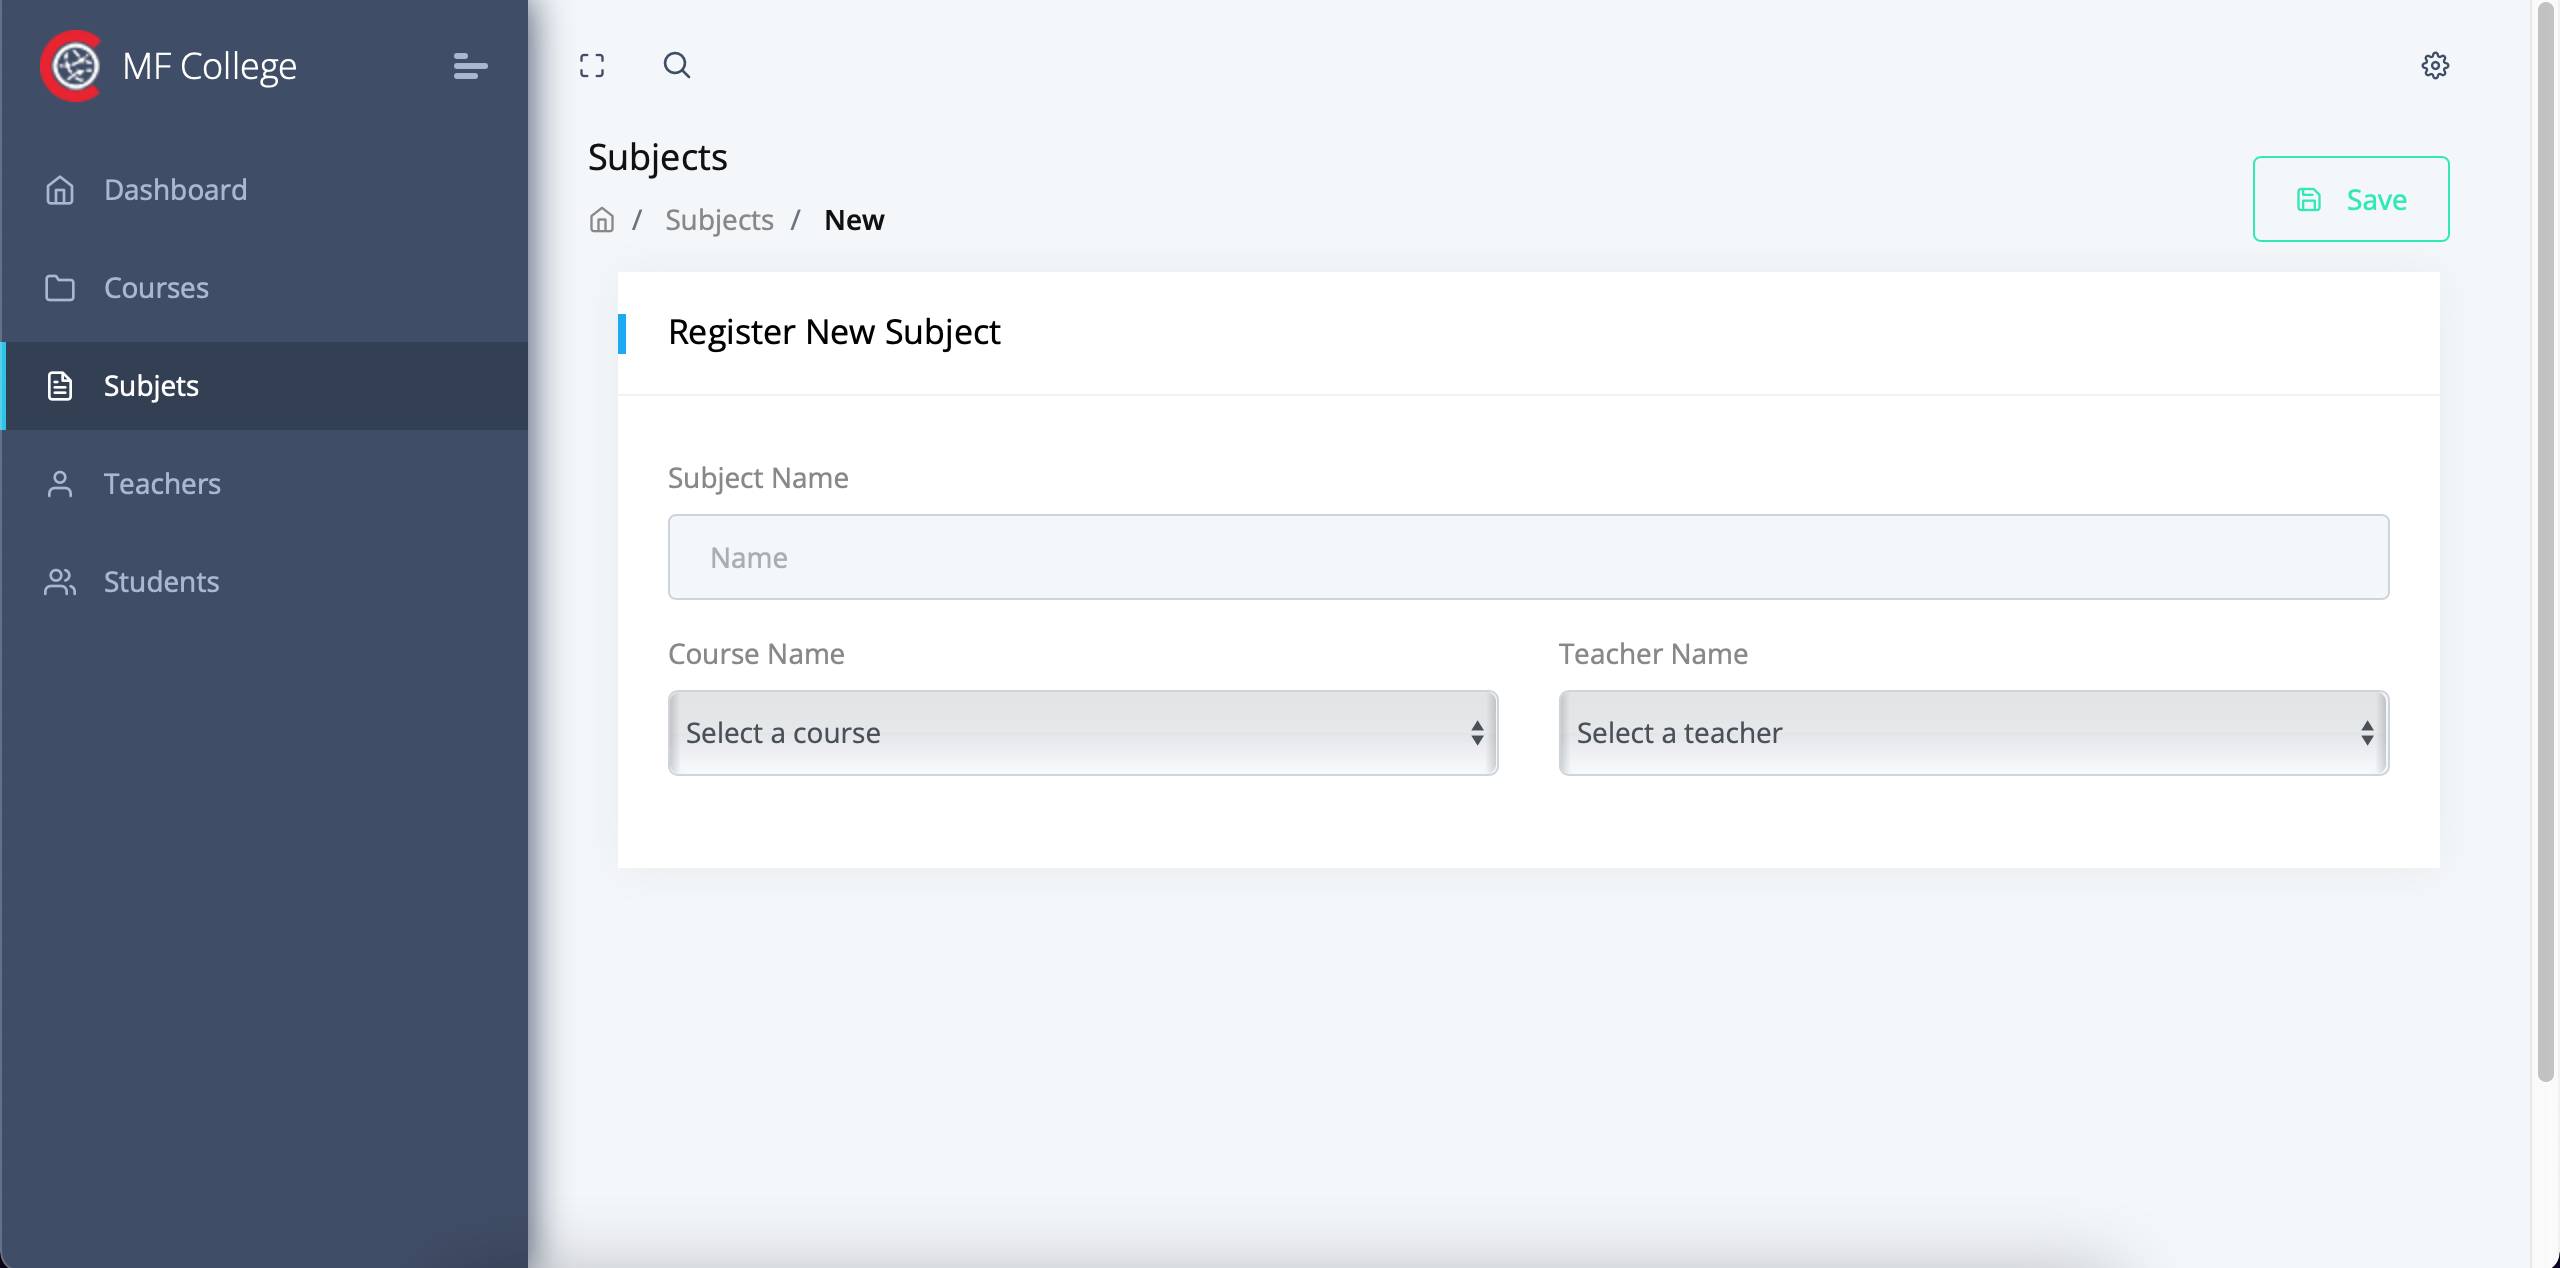 MF College
Dashboard
Courses
Subjets
Teachers
Students
Subjects
/ Subjects / New
Save
Register New Subject
Subject Name
Name
Course Name
Teacher Name
Select a course
Select a teacher